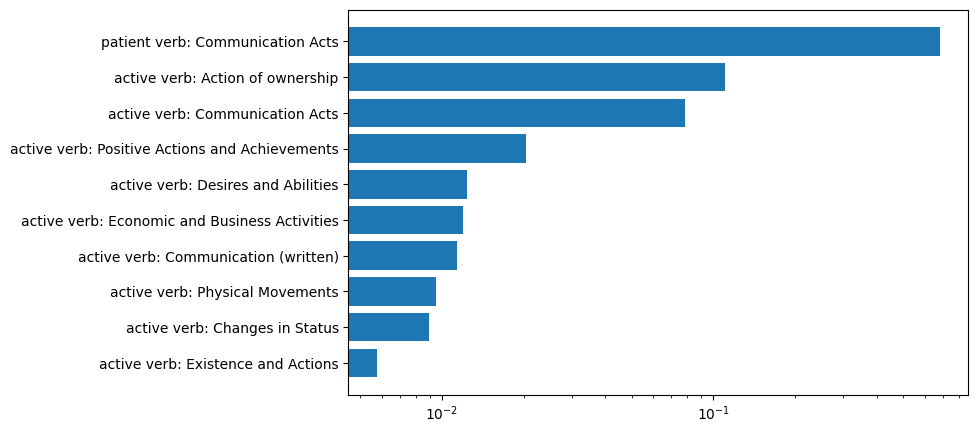 patient verb: Communication Acts
active verb: Action of ownership
active verb: Communication Acts
active verb: Positive Actions and Achievements
active verb: Desires and Abilities
active verb: Economic and Business Activities
active verb: Communication (written)
active verb: Physical Movements
active verb: Changes in Status
active verb: Existence and Actions
10⁻² 10⁻¹